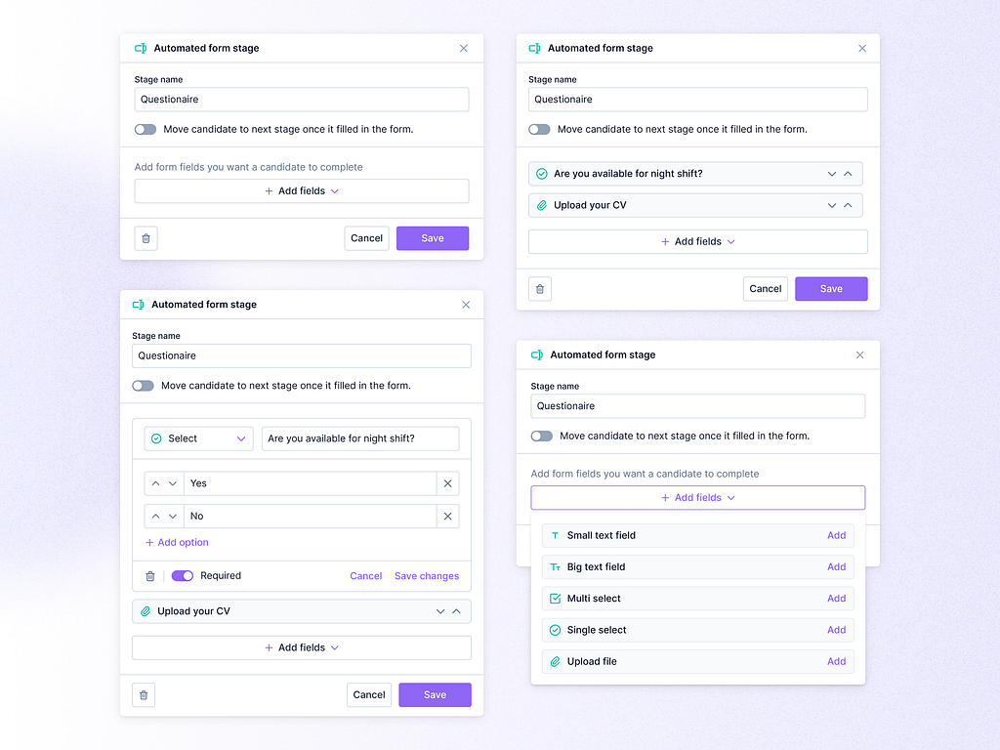 Automated form stage
Stage name
Questionaire
Move candidate to next stage once it filled in the form.
Add form fields you want a candidate to complete
Add fields
Cancel
Save
Automated form stage
Stage name
Questionaire
Move candidate to next stage once it filled in the form.
Are you available for night shift?
Upload your CV
Add fields
Cancel
Save
Automated form stage
Stage name
Questionaire
Move candidate to next stage once it filled in the form.
Select
Are you available for night shift?
Yes
No
Add option
Required
Cancel
Save changes
Upload your CV
Add fields
Cancel
Save
Automated form stage
Stage name
Questionaire
Move candidate to next stage once it filled in the form.
Add form fields you want a candidate to complete
Add fields
Small text field
Add
Big text field
Add
Multi select
Add
Single select
Add
Upload file
Add